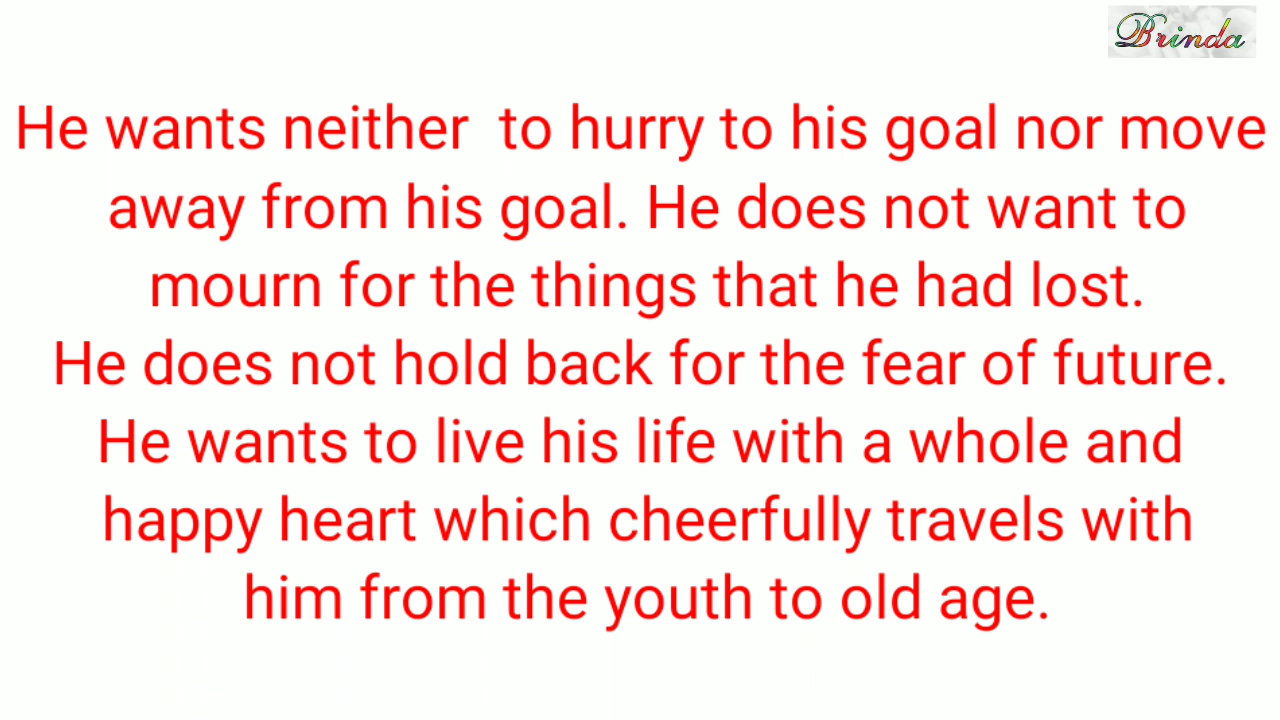 Brinda
He wants neither  to hurry to his goal nor move
away from his goal. He does not want to
mourn for the things that he had lost.
He does not hold back for the fear of future.
He wants to live his life with a whole and
happy heart which cheerfully travels with
him from the youth to old age.